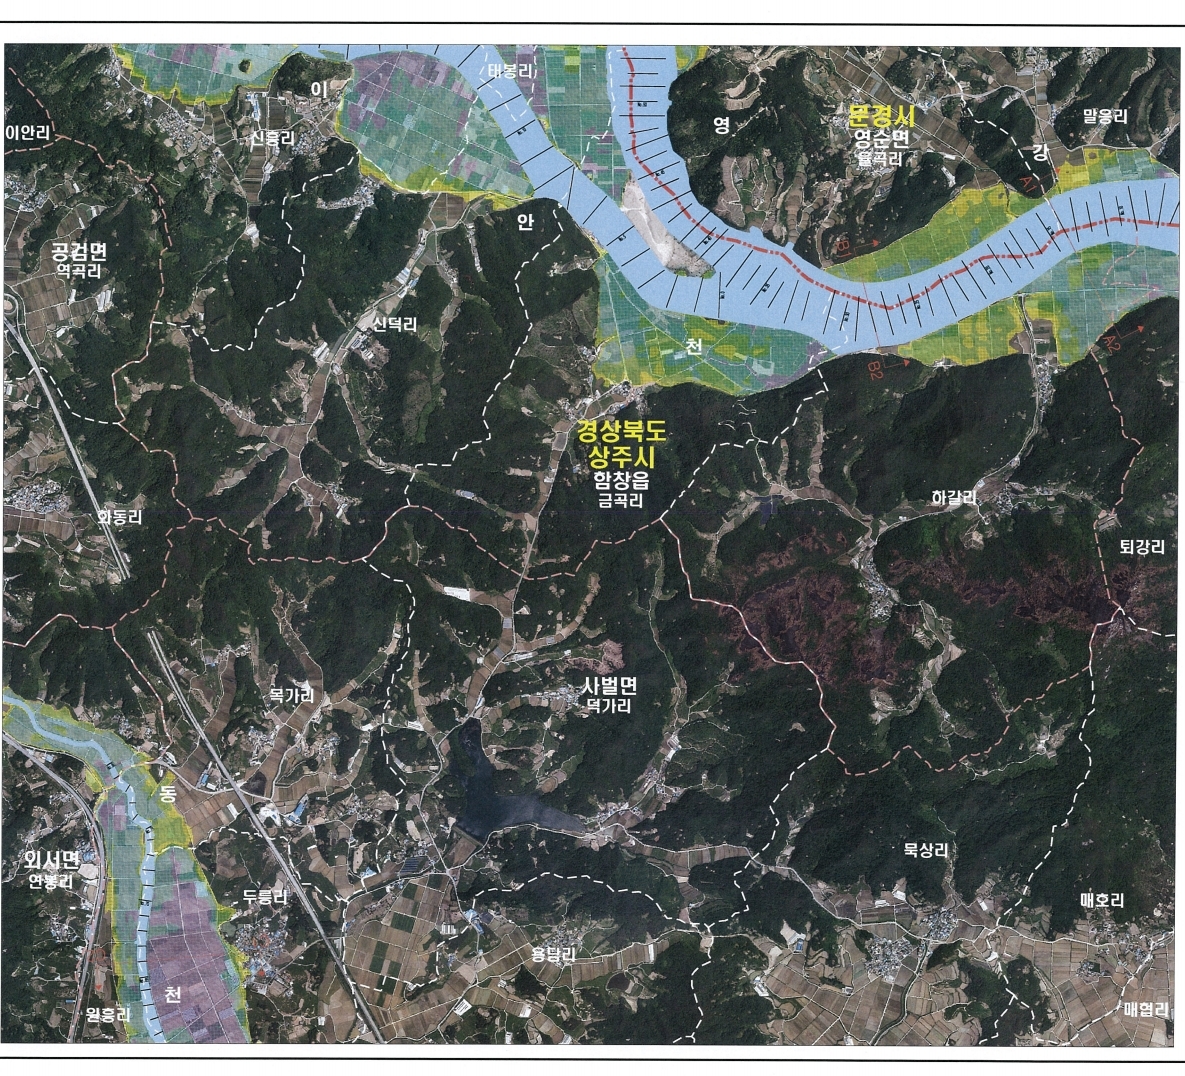 태봉리
이
문경시
영순면
율곡리
말응리
영
강
이안리
신흥리
A1
안
B1
공검면
역곡리
신덕리
천
A2
B2
경상북도
상주시
함창읍
금곡리
하갈리
화동리
퇴강리
목가리
사벌면
덕가리
동
외서면
연봉리
묵상리
두릉리
매호리
용담리
천
원흥리
매협리